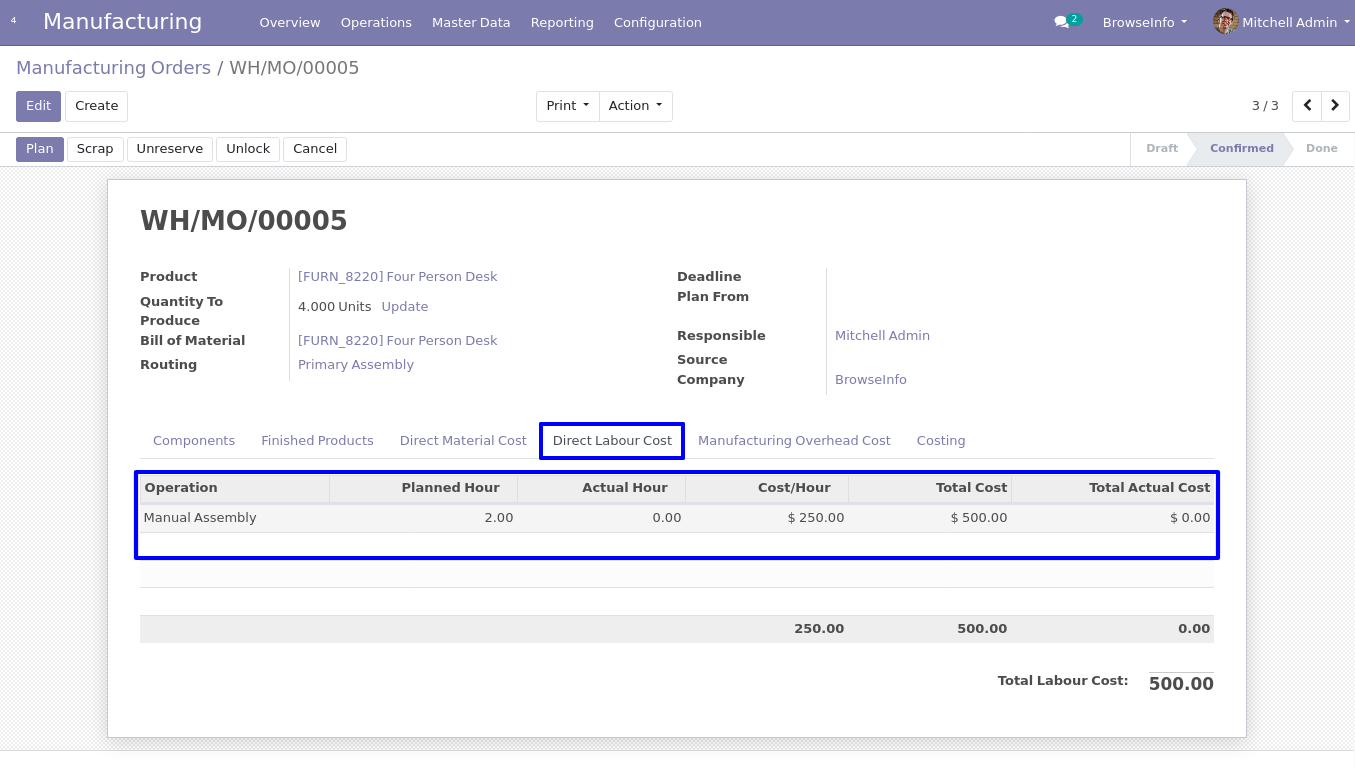 4 Manufacturing Overview Operations Master Data Reporting Configuration 2 BrowseInfo Mitchell Admin
Manufacturing Orders / WH/MO/00005
Edit Create Print Action 3 / 3
Plan Scrap Unreserve Unlock Cancel Draft Confirmed Done
WH/MO/00005
Product [FURN_8220] Four Person Desk
Quantity To
Produce 4.000 Units Update
Bill of Material [FURN_8220] Four Person Desk
Routing Primary Assembly
Deadline
Plan From
Responsible Mitchell Admin
Source
Company BrowseInfo
Components Finished Products Direct Material Cost Direct Labour Cost Manufacturing Overhead Cost Costing
Operation Planned Hour Actual Hour Cost/Hour Total Cost Total Actual Cost
Manual Assembly 2.00 0.00 $ 250.00 $ 500.00 $ 0.00
250.00 500.00 0.00
Total Labour Cost: 500.00